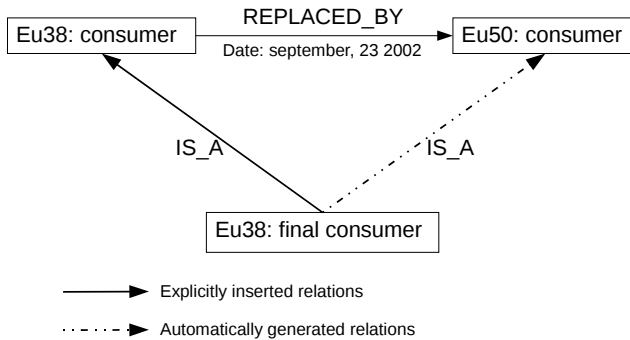 REPLACED_BY
Eu38: consumer
Eu50: consumer
Date: september, 23 2002
IS_A
IS_A
Eu38: final consumer
Explicitly inserted relations
Automatically generated relations